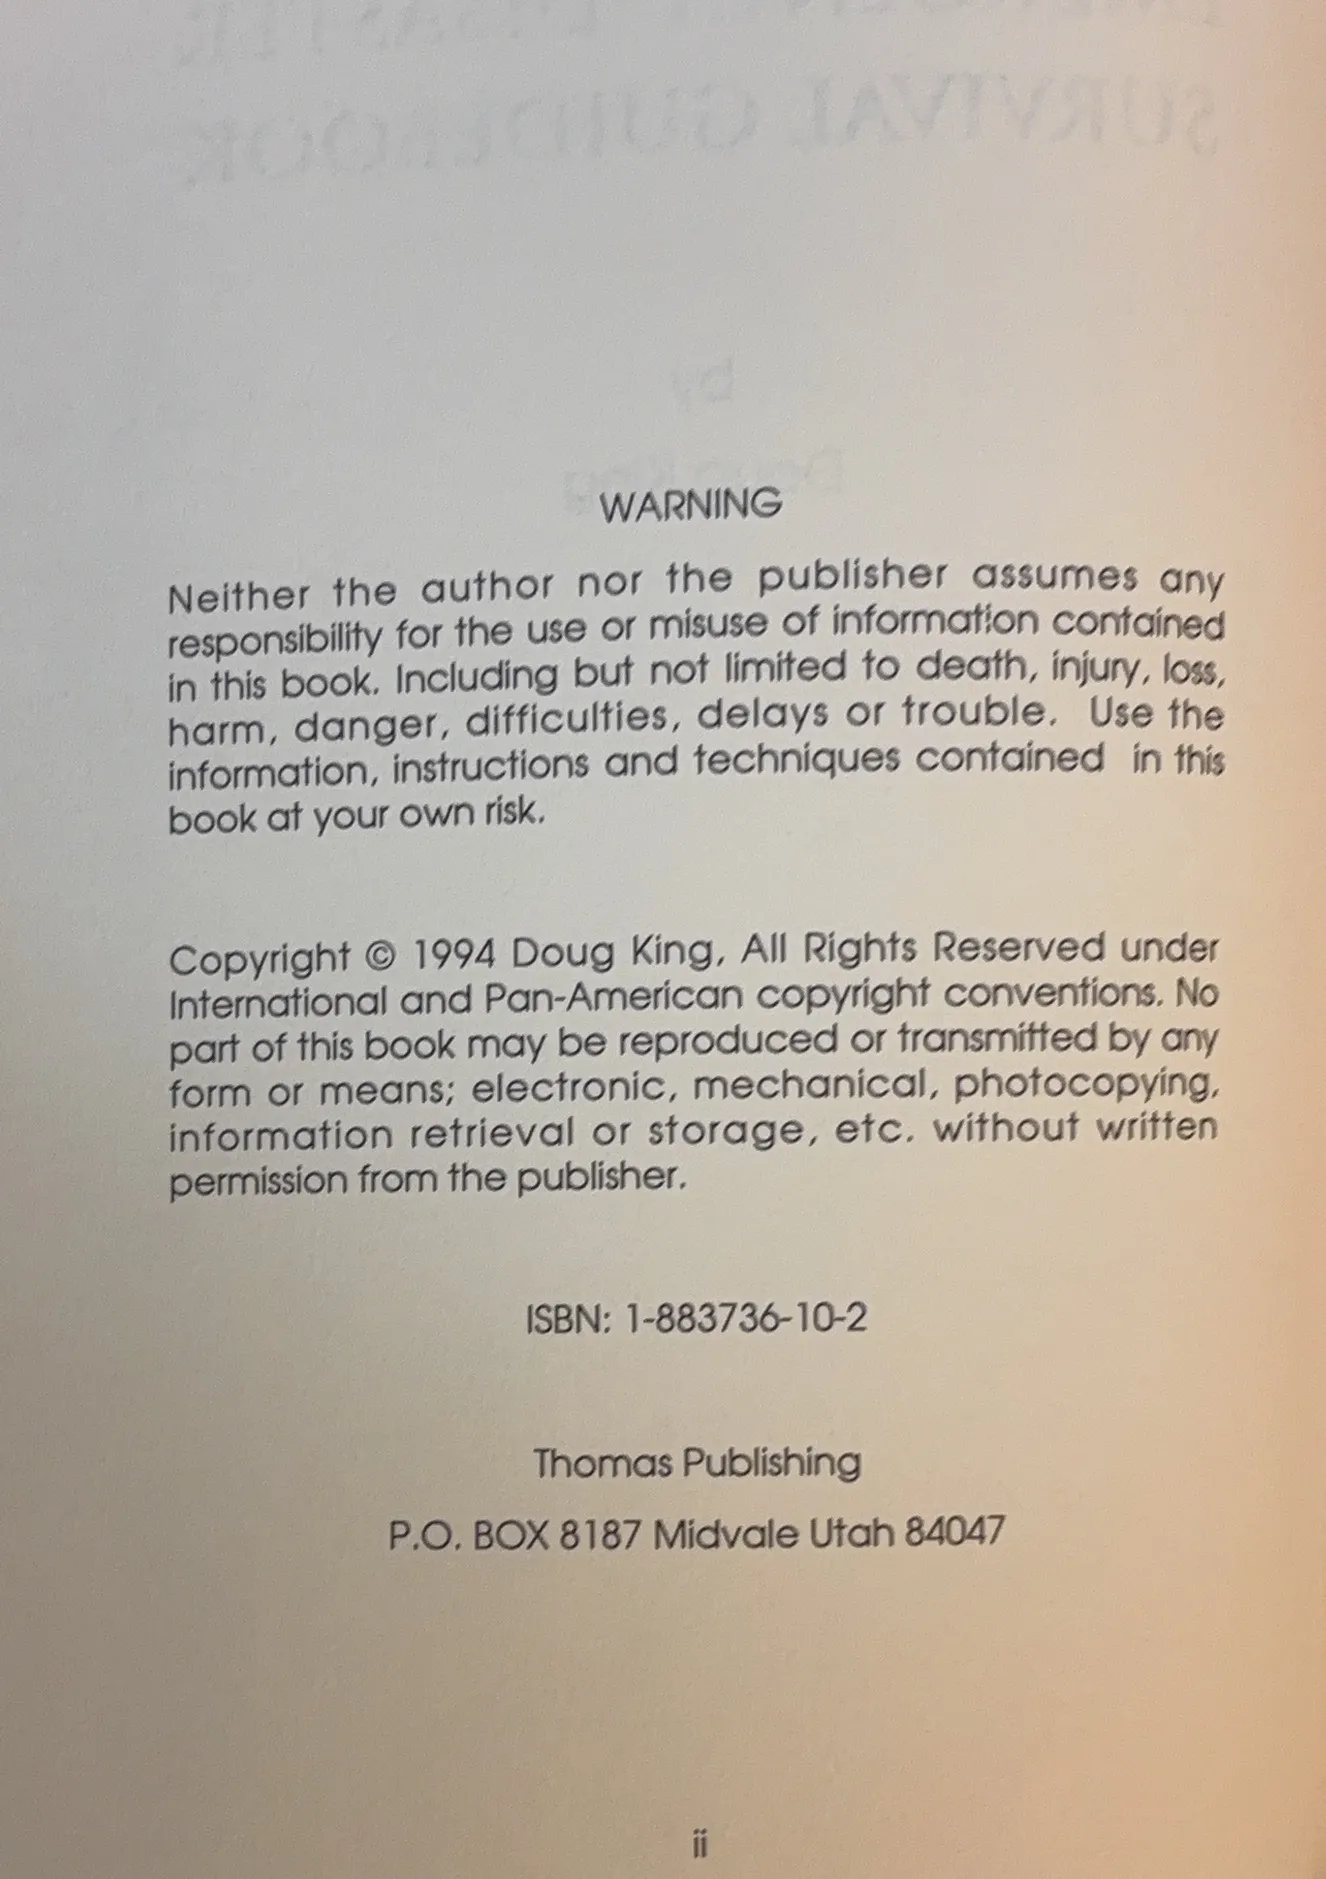 SURVIVAL GUIDEBOOK
by
Doug King
WARNING
Neither the author nor the publisher assumes any
responsibility for the use or misuse of information contained
in this book. Including but not limited to death, injury, loss,
harm, danger, difficulties, delays or trouble. Use the
information, instructions and techniques contained in this
book at your own risk.
Copyright © 1994 Doug King, All Rights Reserved under
International and Pan-American copyright conventions. No
part of this book may be reproduced or transmitted by any
form or means; electronic, mechanical, photocopying,
information retrieval or storage, etc. without written
permission from the publisher.
ISBN: 1-883736-10-2
Thomas Publishing
P.O. BOX 8187 Midvale Utah 84047
ii